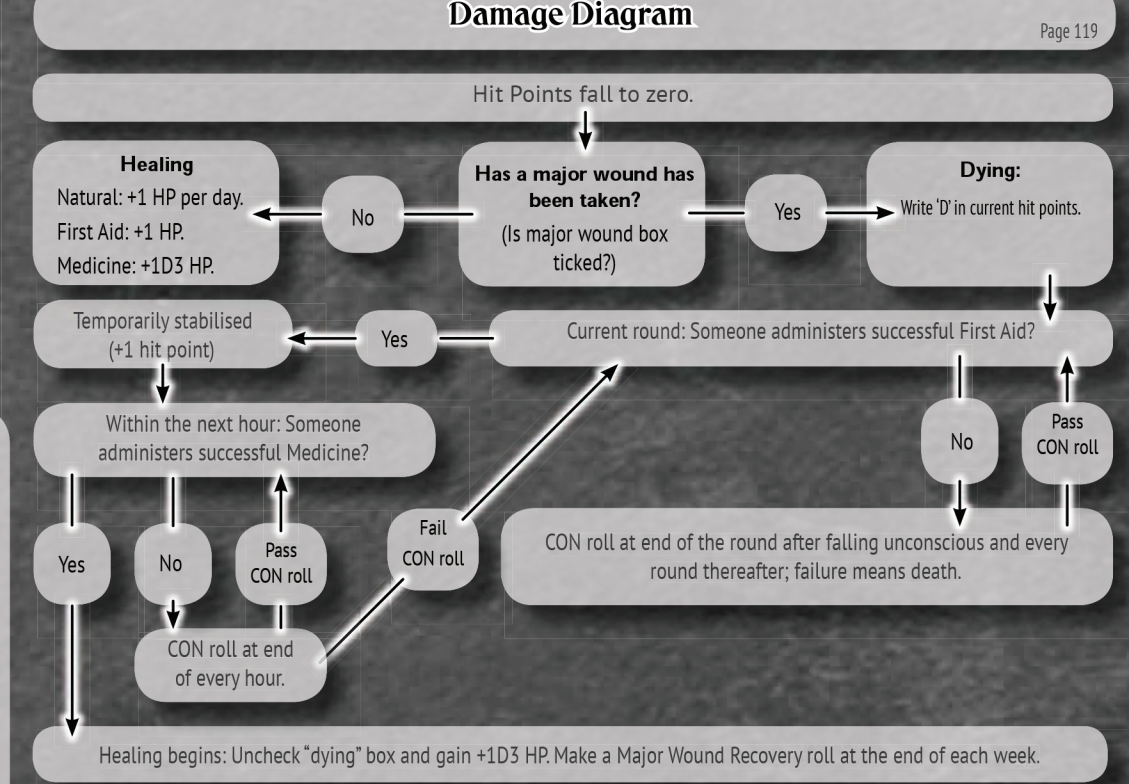 Damage Diagram
Page 119
Hit Points fall to zero.
Healing
Natural: +1 HP per day.
First Aid: +1 HP.
Medicine: +1D3 HP.
No
Has a major wound has
been taken?
(Is major wound box
ticked?)
Yes
Dying:
Write ‘D’ in current hit points.
Temporarily stabilised
(+1 hit point)
Yes
Current round: Someone administers successful First Aid?
Within the next hour: Someone
administers successful Medicine?
No
Pass
CON roll
Fail
CON roll
CON roll at end of the round after falling unconscious and every
round thereafter; failure means death.
Yes
No
Pass
CON roll
CON roll at end
of every hour.
Healing begins: Uncheck “dying” box and gain +1D3 HP. Make a Major Wound Recovery roll at the end of each week.